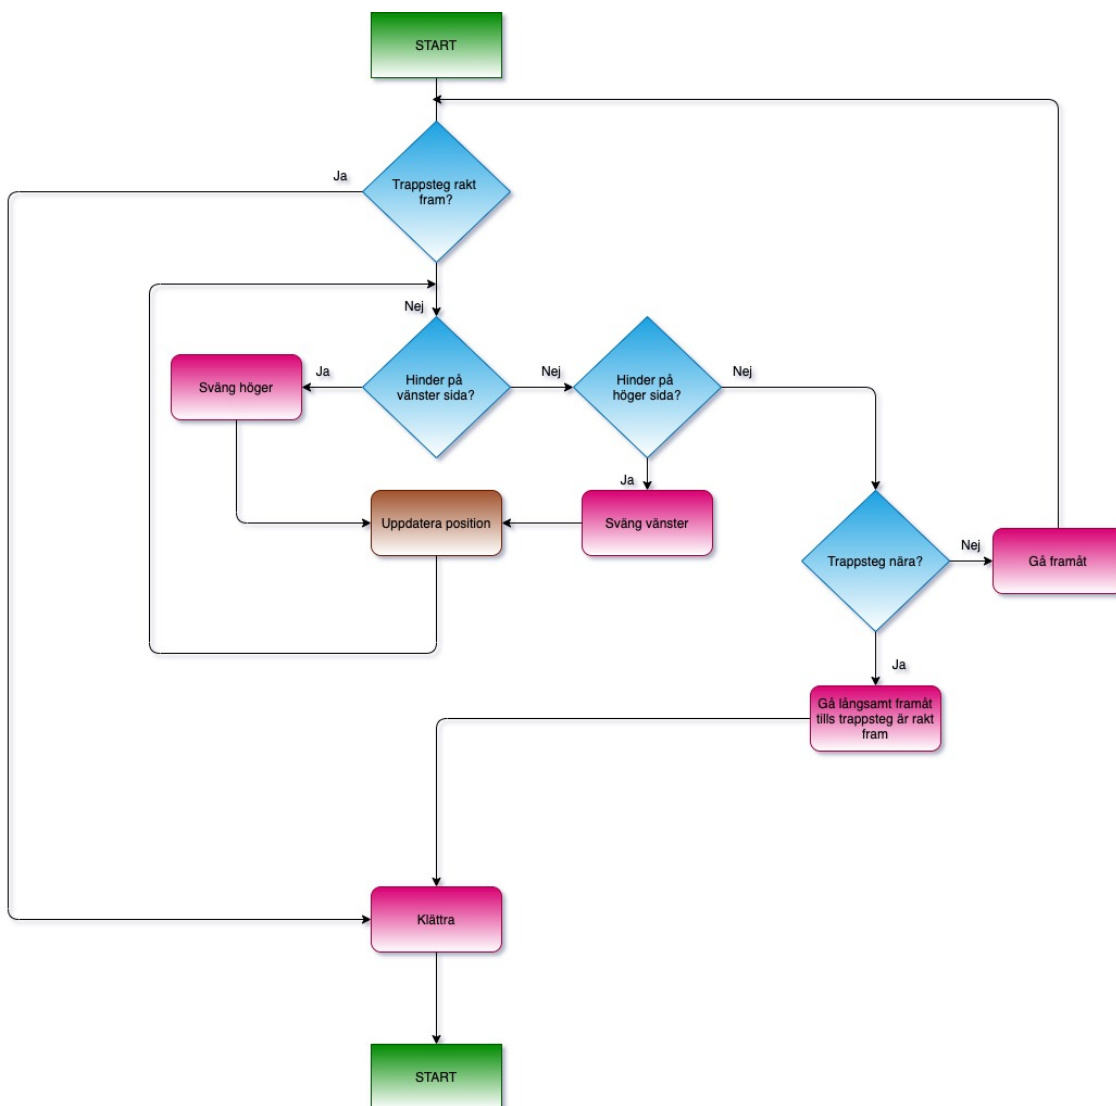 START
Ja
Trappsteg rakt
fram?
Nej
Sväng höger
Ja
Hinder på
vänster sida?
Nej
Hinder på
höger sida?
Nej
Ja
Uppdatera position
Sväng vänster
Trappsteg nära?
Nej
Gå framåt
Ja
Gå långsamt framåt
tills trappsteg är rakt
fram
Klättra
START